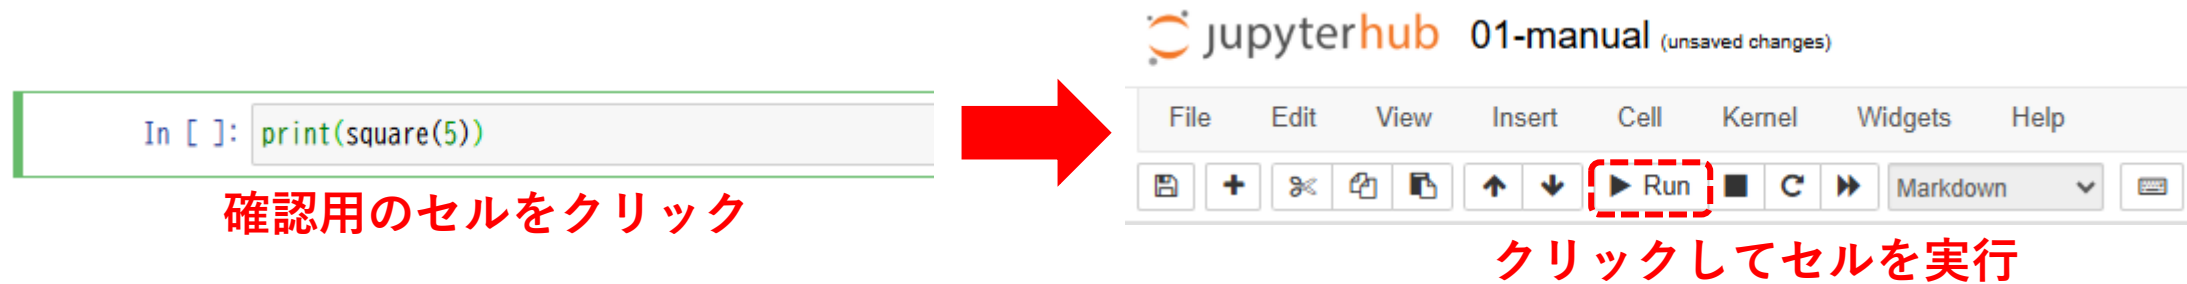 In [ ]: print(square(5))
確認用のセルをクリック
jupyterhub 01-manual (unsaved changes)
File Edit View Insert Cell Kernel Widgets Help
Run Markdown
クリックしてセルを実行